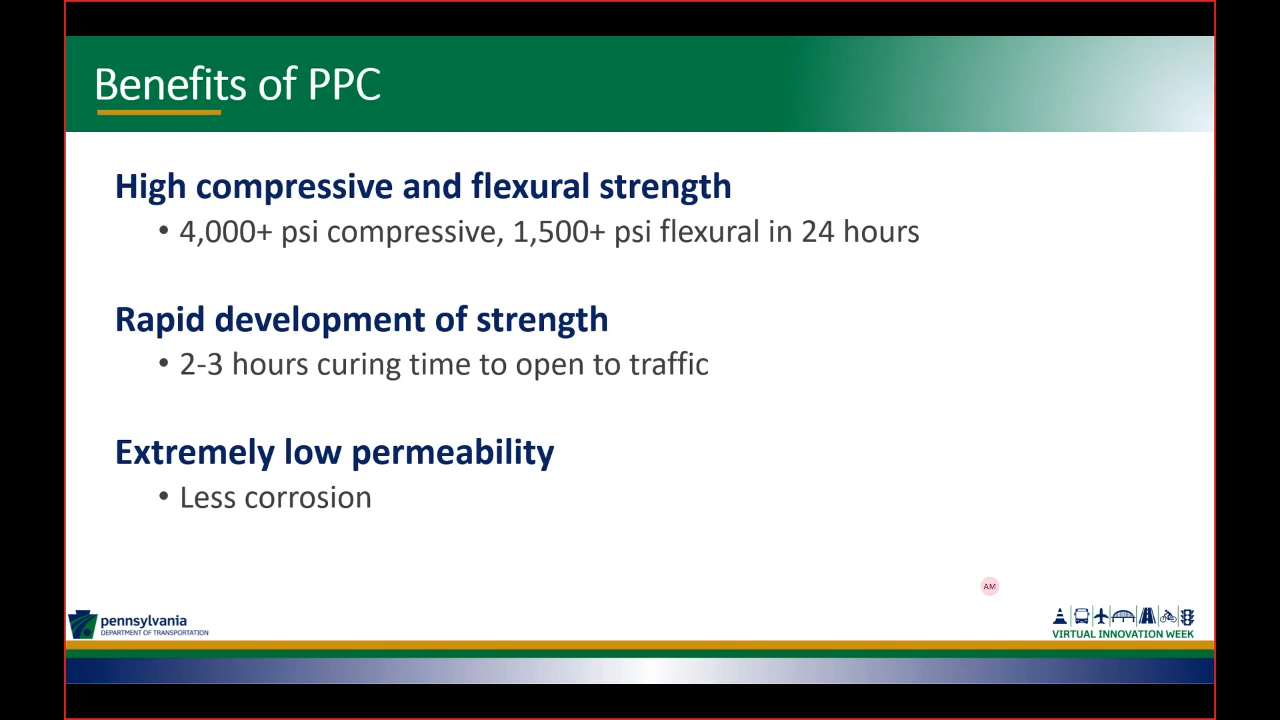 Benefits of PPC
High compressive and flexural strength
• 4,000+ psi compressive, 1,500+ psi flexural in 24 hours
Rapid development of strength
• 2-3 hours curing time to open to traffic
Extremely low permeability
• Less corrosion
AM
pennsylvania
DEPARTMENT OF TRANSPORTATION
VIRTUAL INNOVATION WEEK